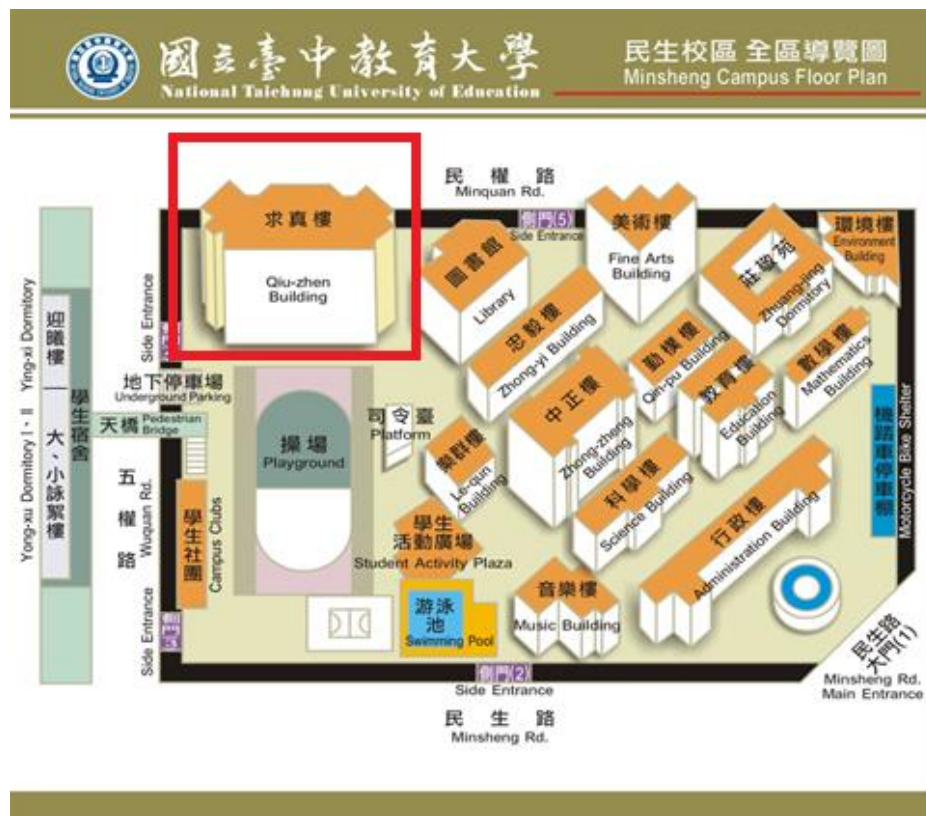 國立臺中教育大學
National Taichung University of Education
民生校區 全區導覽圖
Minsheng Campus Floor Plan
民權路
Minquan Rd.
求真樓
Qiu-zhen
Building
側門(5)
Side Entrance
圖書館
Library
美術樓
Fine Arts
Building
莊敬苑
Zhuang-jing
Dormitory
環境樓
Environment
Building
忠毅樓
Zhong-yi Building
勤樸樓
Qin-pu Building
教育樓
Education
Building
數學樓
Mathematics
Building
中正樓
Zhong-zheng
Building
樂群樓
Le-qun
Building
科學樓
Science Building
行政樓
Administration Building
機踏車停車棚
Motorcycle Bike Shelter
Side Entrance
側門
地下停車場
Underground Parking
天橋 Pedestrian
Bridge
迎曦樓
大、小詠絮樓
學生宿舍
Yong-xu Dormitory I、II Ying-xi Dormitory
五權路
Wuquan Rd.
學生社團
Campus Clubs
操場
Playground
司令臺
Platform
學生
活動廣場
Student Activity Plaza
游泳
池
Swimming Pool
音樂樓
Music Building
側門
Side Entrance
側門(2)
Side Entrance
民生路
Minsheng Rd.
民生路
大門(1)
Minsheng Rd.
Main Entrance